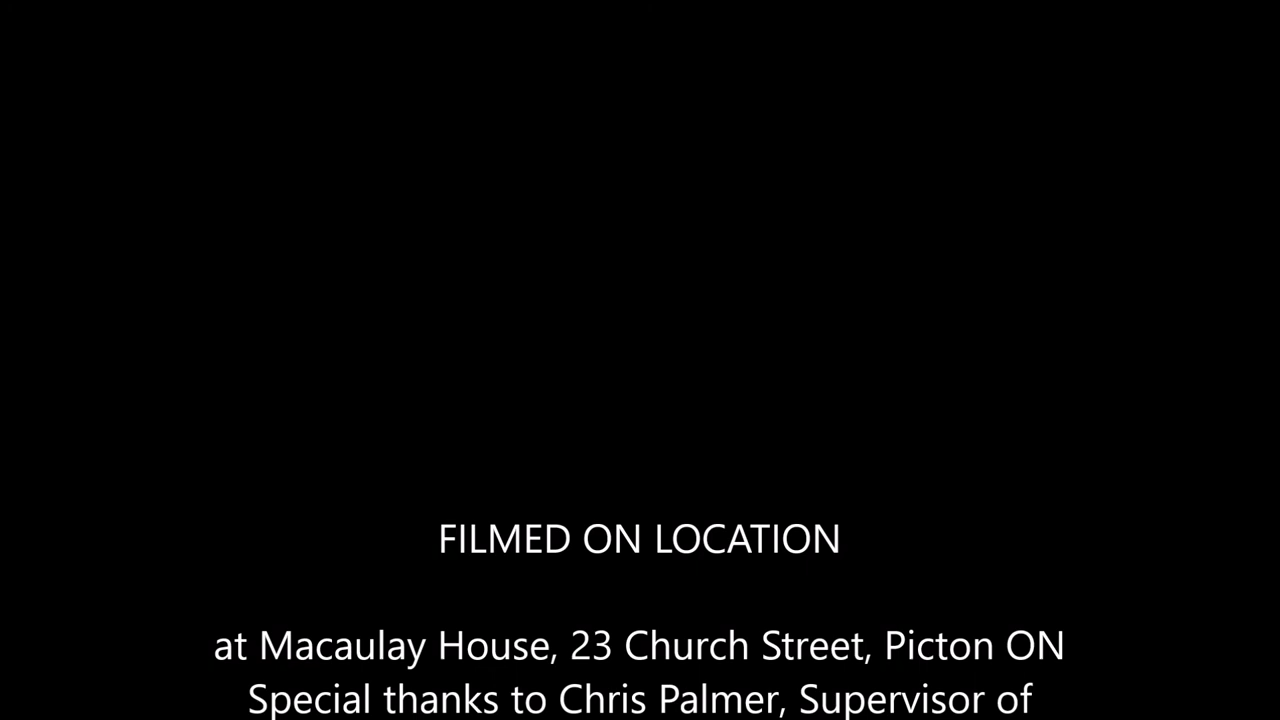 FILMED ON LOCATION
at Macaulay House, 23 Church Street, Picton ON
Special thanks to Chris Palmer, Supervisor of